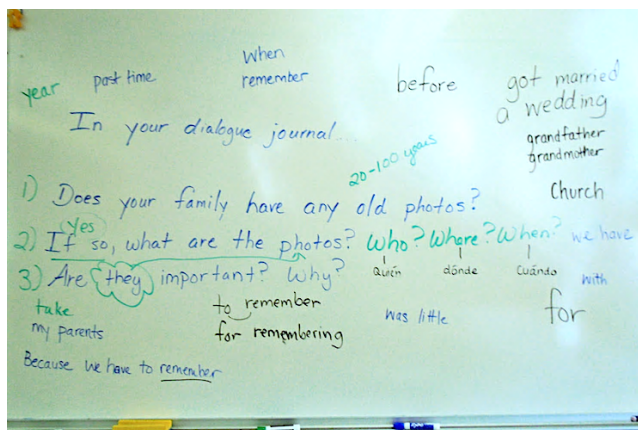 year past time When remember before got married
a wedding
In your dialogue journal....
grandfather
grandmother
20-100 years
1) Does your family have any old photos? Church
(Yes)
2) If so, what are the photos? Who? Where? When? we have
Quién dónde Cuándo
3) Are they important? Why? with
take to remember was little for
my parents for remembering
Because we have to remember